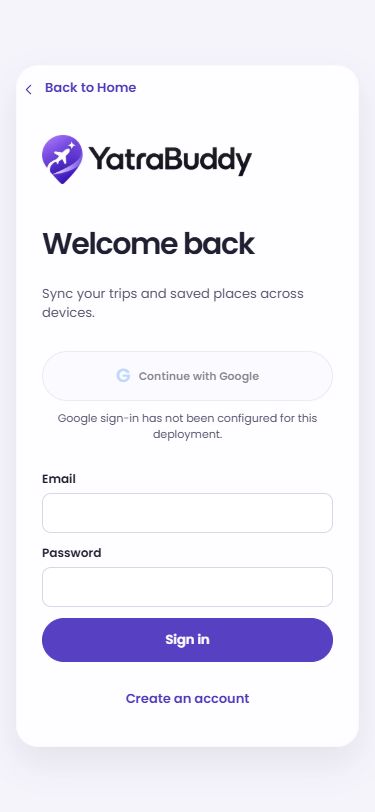 Back to Home
YatraBuddy
Welcome back
Sync your trips and saved places across
devices.
G Continue with Google
Google sign-in has not been configured for this
deployment.
Email
Password
Sign in
Create an account